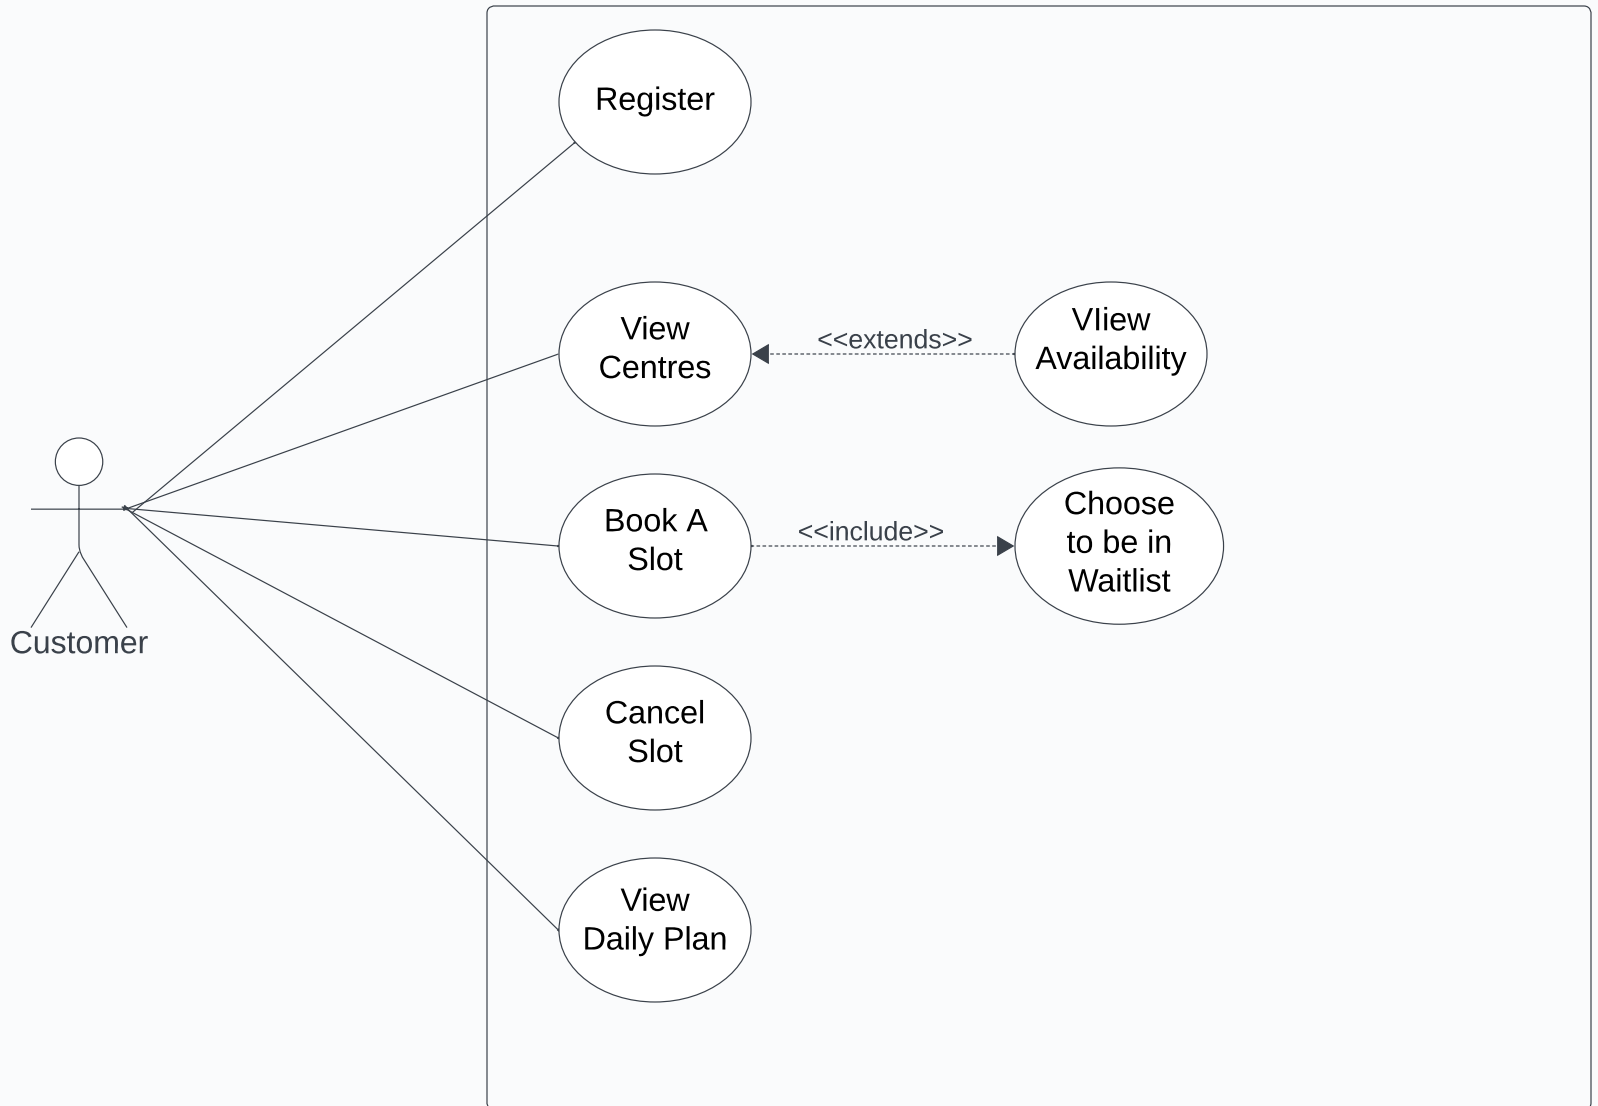 Register
View
Centres
<<extends>>
VIiew
Availability
Book A
Slot
<<include>>
Choose
to be in
Waitlist
Customer
Cancel
Slot
View
Daily Plan